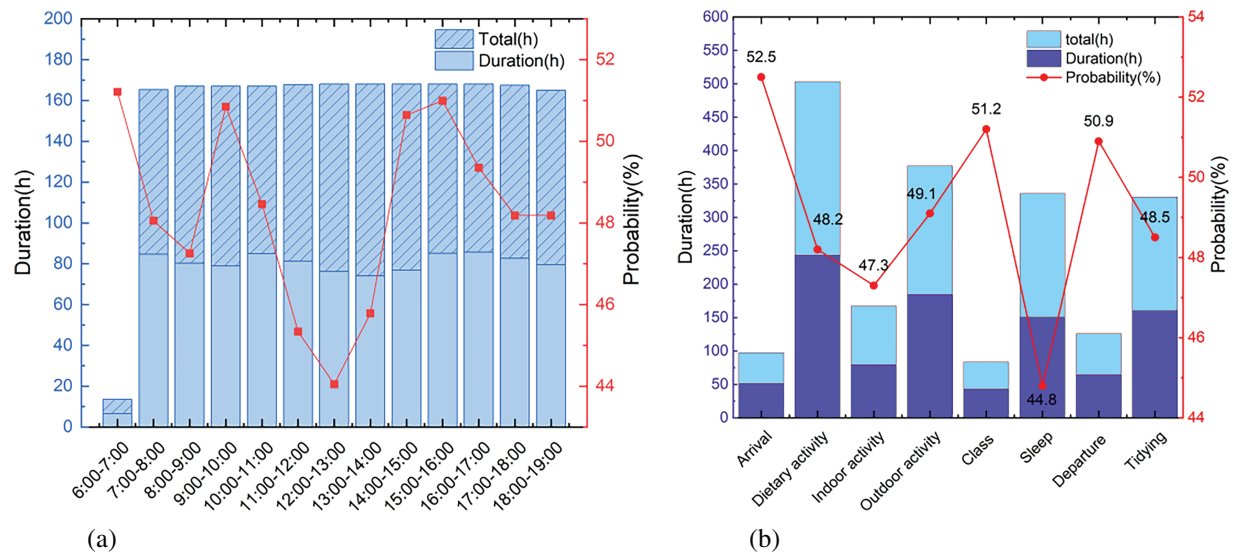 Total(h)
Duration(h)
200
180
160
140
120
100
80
60
40
20
0
Duration(h)
52
50
48
46
44
Probability(%)
6:00-7:00
7:00-8:00
8:00-9:00
9:00-10:00
10:00-11:00
11:00-12:00
12:00-13:00
13:00-14:00
14:00-15:00
15:00-16:00
16:00-17:00
17:00-18:00
18:00-19:00
(a)
total(h)
Duration(h)
Probability(%)
600
550
500
450
400
350
300
250
200
150
100
50
0
Duration(h)
52.5
48.2
47.3
49.1
51.2
44.8
50.9
48.5
54
52
50
48
46
44
Probability(%)
Arrival
Dietary activity
Indoor activity
Outdoor activity
Class
Sleep
Departure
Tidying
(b)